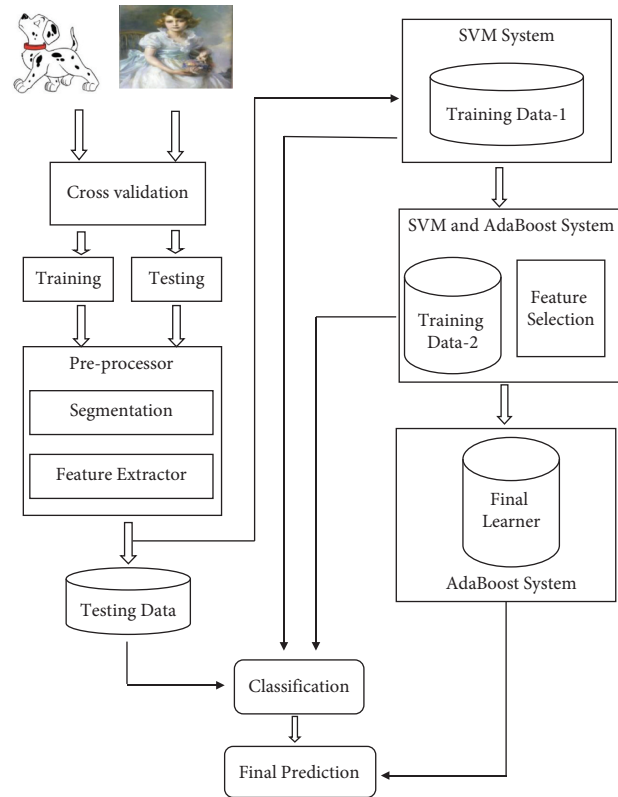 Cross validation
Training
Testing
Pre-processor
Segmentation
Feature Extractor
Testing Data
SVM System
Training Data-1
SVM and AdaBoost System
Training
Data-2
Feature
Selection
Final
Learner
AdaBoost System
Classification
Final Prediction